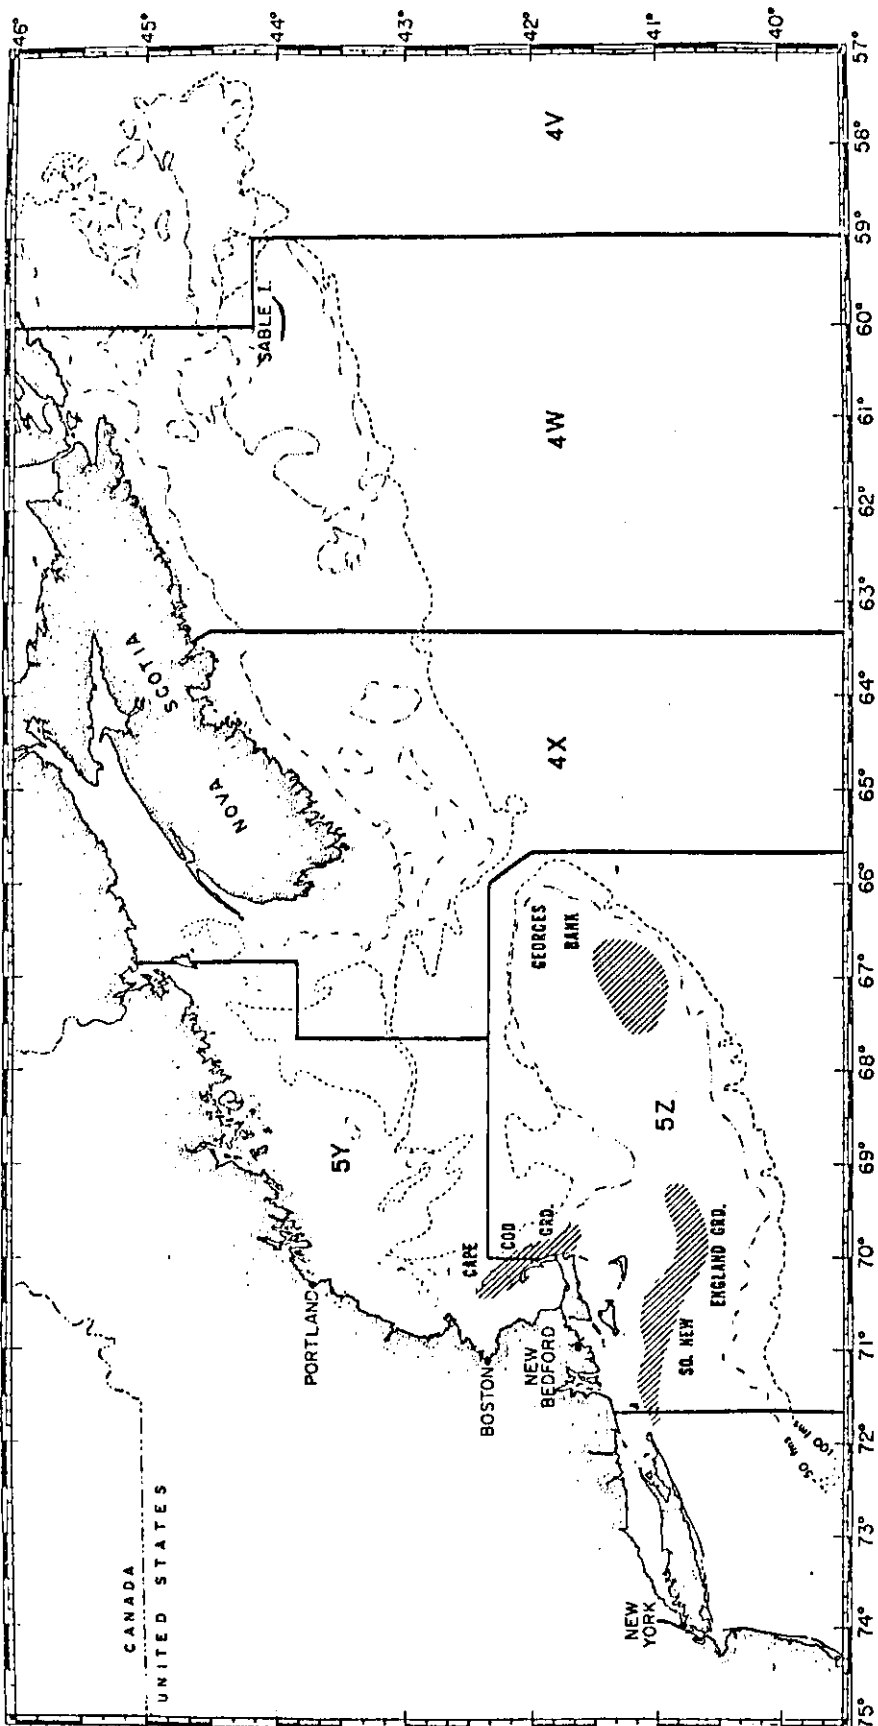 46°
45°
44°
43°
42°
41°
40°
CANADA
UNITED STATES
NOVA
SCOTIA
SABLE I.
PORTLAND
BOSTON
NEW
BEDFORD
NEW
YORK
CAPE
COD
GRD.
GEORGES
BANK
SO. NEW
ENGLAND GRD.
5Y
5Z
4X
4W
4V
50 fms
100 fms
75°
74°
73°
72°
71°
70°
69°
68°
67°
66°
65°
64°
63°
62°
61°
60°
59°
58°
57°